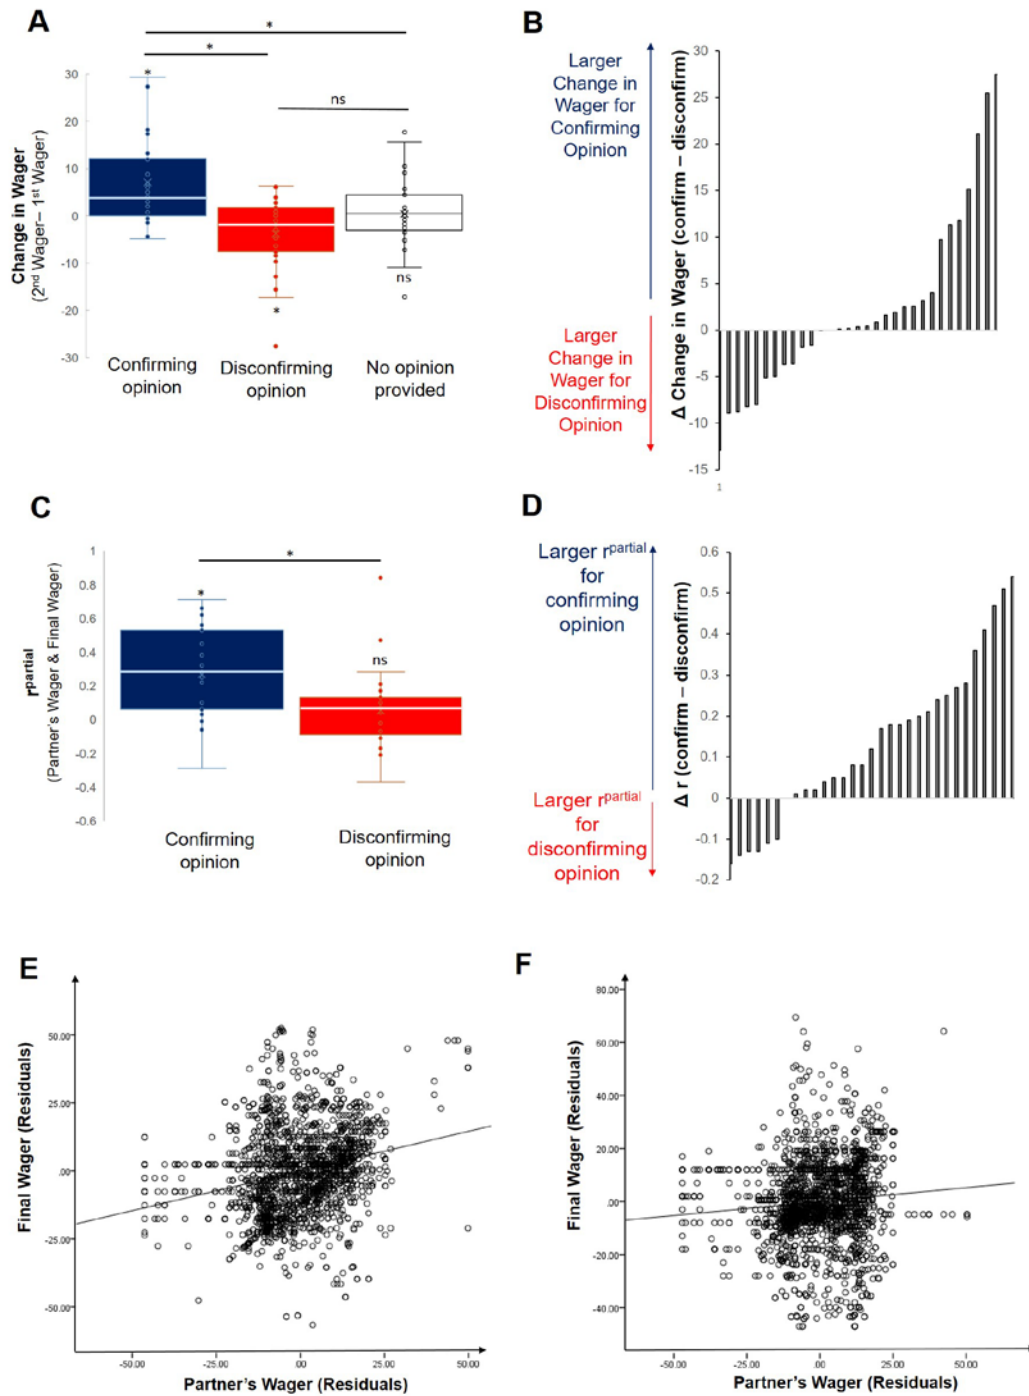 A
*
*
*
ns
30
20
10
0
-10
-20
-30
Change in Wager
(2nd Wager– 1st Wager)
ns
*
Confirming
opinion
Disconfirming
opinion
No opinion
provided
B
Larger
Change in
Wager for
Confirming
Opinion
Larger
Change in
Wager for
Disconfirming
Opinion
Δ Change in Wager (confirm – disconfirm)
30
25
20
15
10
5
0
-5
-10
-15
1
C
*
*
ns
1
0.8
0.6
0.4
0.2
0
-0.2
-0.4
-0.6
rpartial
(Partner's Wager & Final Wager)
Confirming
opinion
Disconfirming
opinion
D
Larger rpartial
for
confirming
opinion
Larger rpartial
for
disconfirming
opinion
Δ r (confirm – disconfirm)
0.6
0.5
0.4
0.3
0.2
0.1
0
-0.1
-0.2
E
Final Wager (Residuals)
50.00
25.00
.00
-25.00
-50.00
-50.00 -25.00 .00 25.00 50.00
Partner's Wager (Residuals)
F
Final Wager (Residuals)
80.00
60.00
40.00
20.00
.00
-20.00
-40.00
-50.00 -25.00 .00 25.00 50.00
Partner's Wager (Residuals)